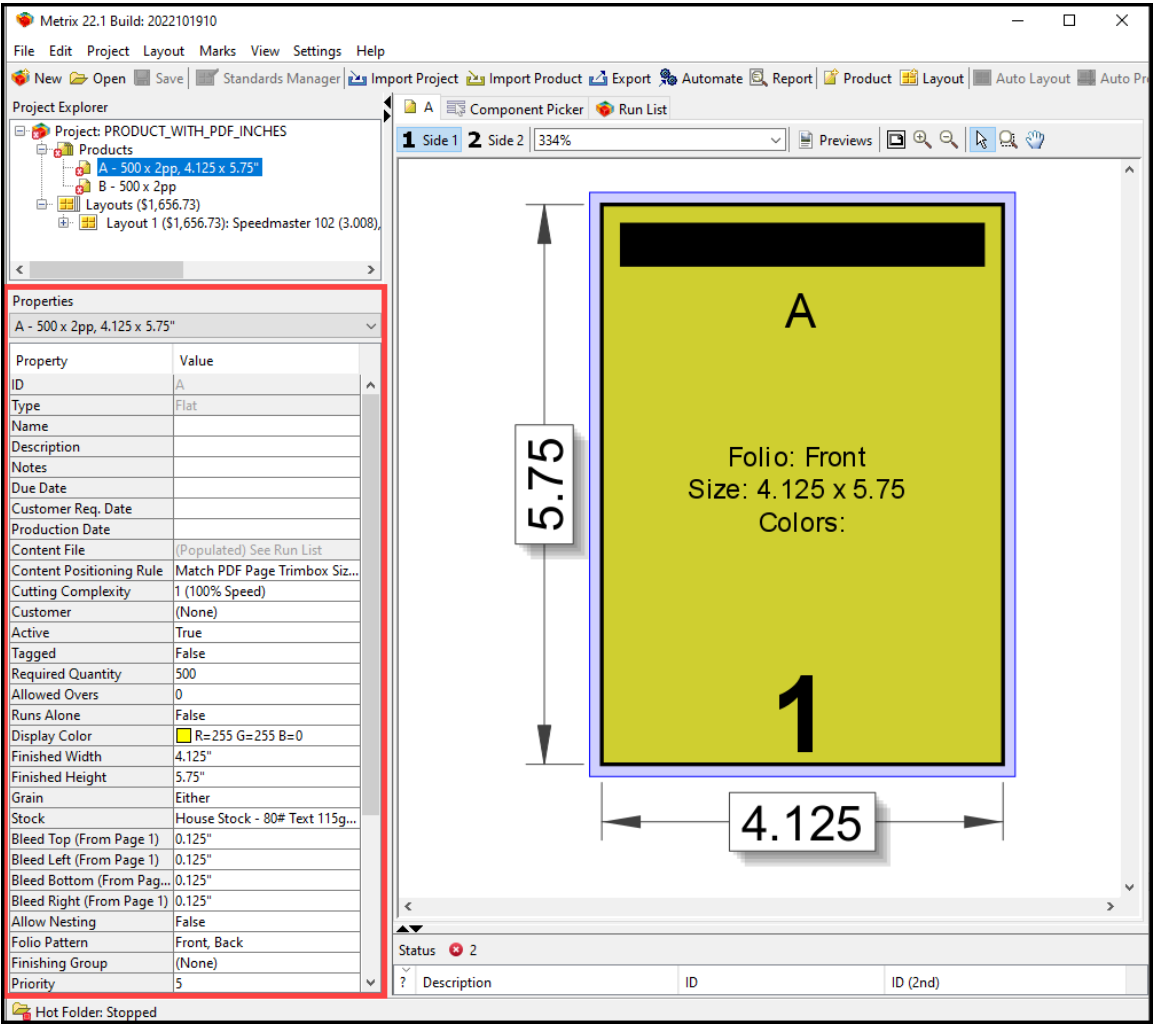 Metrix 22.1 Build: 2022101910
File Edit Project Layout Marks View Settings Help
New Open Save Standards Manager Import Project Import Product Export Automate Report Product Layout Auto Layout Auto Pr
Project Explorer
Project: PRODUCT_WITH_PDF_INCHES
Products
A - 500 x 2pp, 4.125 x 5.75"
B - 500 x 2pp
Layouts ($1,656.73)
Layout 1 ($1,656.73): Speedmaster 102 (3.008),
Properties
A - 500 x 2pp, 4.125 x 5.75"
Property Value
ID A
Type Flat
Name
Description
Notes
Due Date
Customer Req. Date
Production Date
Content File (Populated) See Run List
Content Positioning Rule Match PDF Page Trimbox Siz...
Cutting Complexity 1 (100% Speed)
Customer (None)
Active True
Tagged False
Required Quantity 500
Allowed Overs 0
Runs Alone False
Display Color R=255 G=255 B=0
Finished Width 4.125"
Finished Height 5.75"
Grain Either
Stock House Stock - 80# Text 115g...
Bleed Top (From Page 1) 0.125"
Bleed Left (From Page 1) 0.125"
Bleed Bottom (From Pag... 0.125"
Bleed Right (From Page 1) 0.125"
Allow Nesting False
Folio Pattern Front, Back
Finishing Group (None)
Priority 5
A Component Picker Run List
1 Side 1 2 Side 2 334% Previews
A
5.75
Folio: Front
Size: 4.125 x 5.75
Colors:
1
4.125
Status 2
? Description ID ID (2nd)
Hot Folder: Stopped